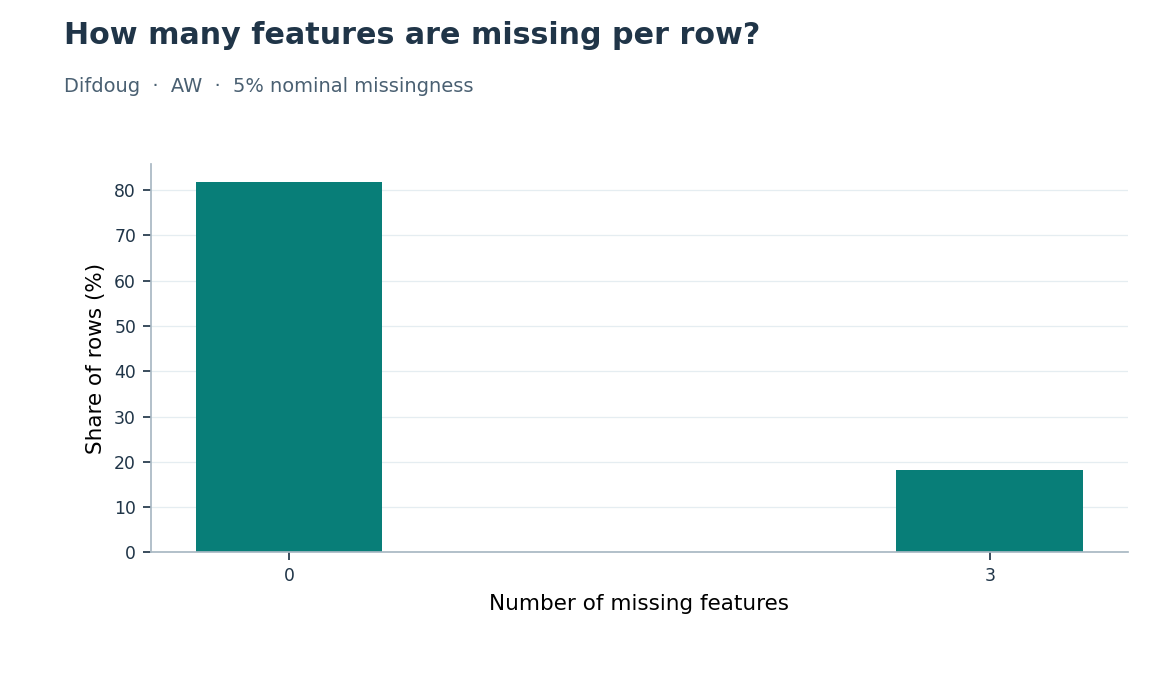 How many features are missing per row?
Difdoug · AW · 5% nominal missingness
80
70
60
50
40
30
20
10
0
Share of rows (%)
0 3
Number of missing features